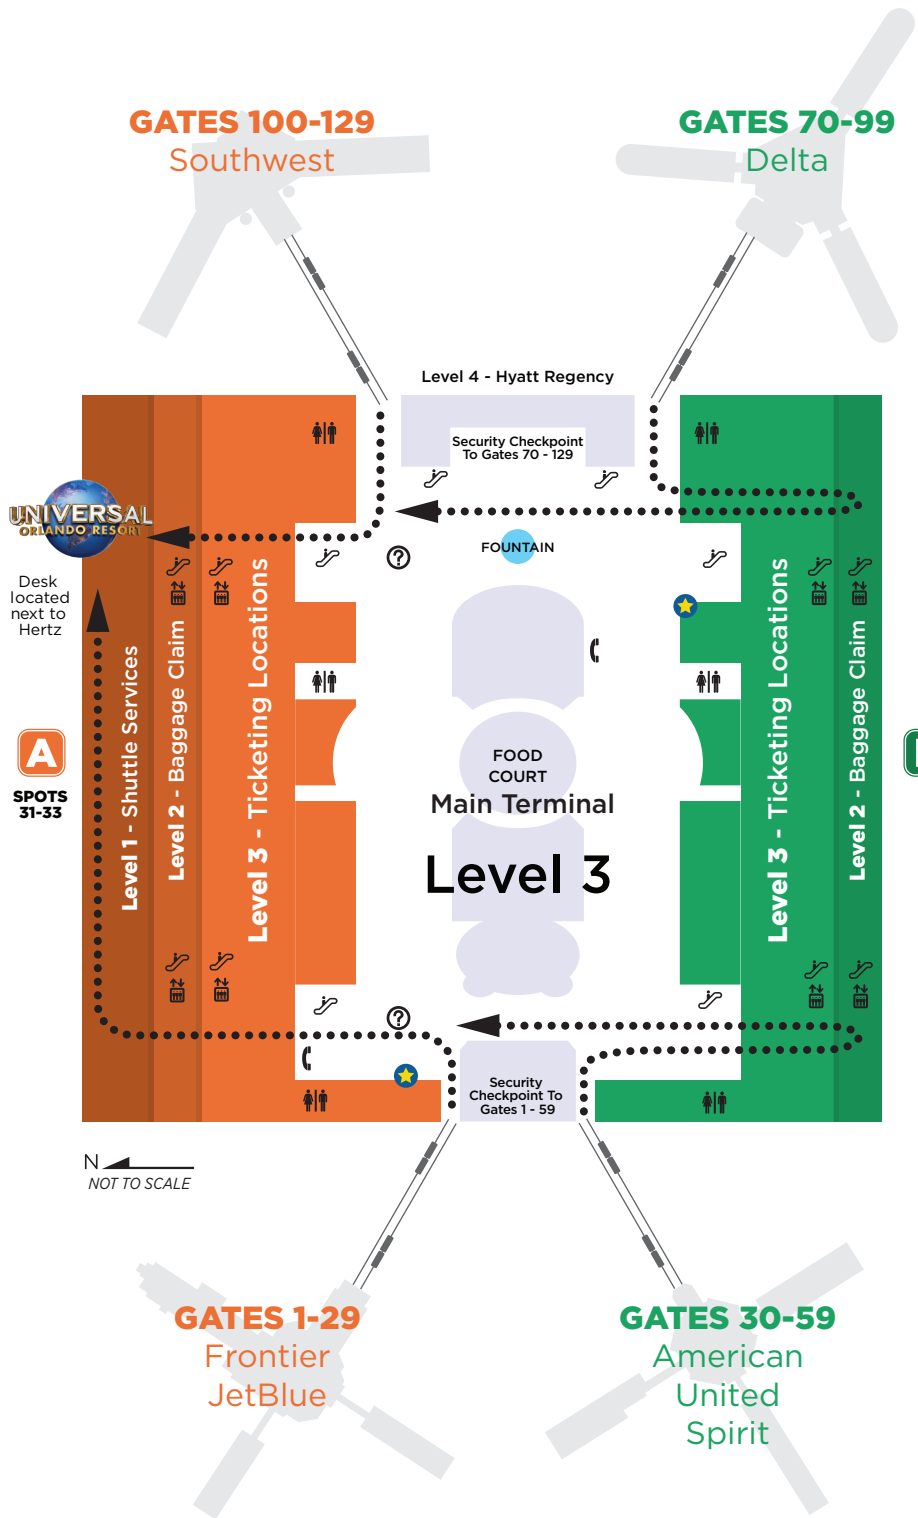 GATES 100-129
Southwest
GATES 70-99
Delta
Level 4 - Hyatt Regency
Security Checkpoint
To Gates 70 - 129
UNIVERSAL
ORLANDO RESORT
FOUNTAIN
Desk
located
next to
Hertz
Level 1 - Shuttle Services
Level 2 - Baggage Claim
Level 3 - Ticketing Locations
Level 3 - Ticketing Locations
Level 2 - Baggage Claim
A
SPOTS
31-33
FOOD
COURT
Main Terminal
Level 3
Security
Checkpoint To
Gates 1 - 59
N
NOT TO SCALE
GATES 1-29
Frontier
JetBlue
GATES 30-59
American
United
Spirit